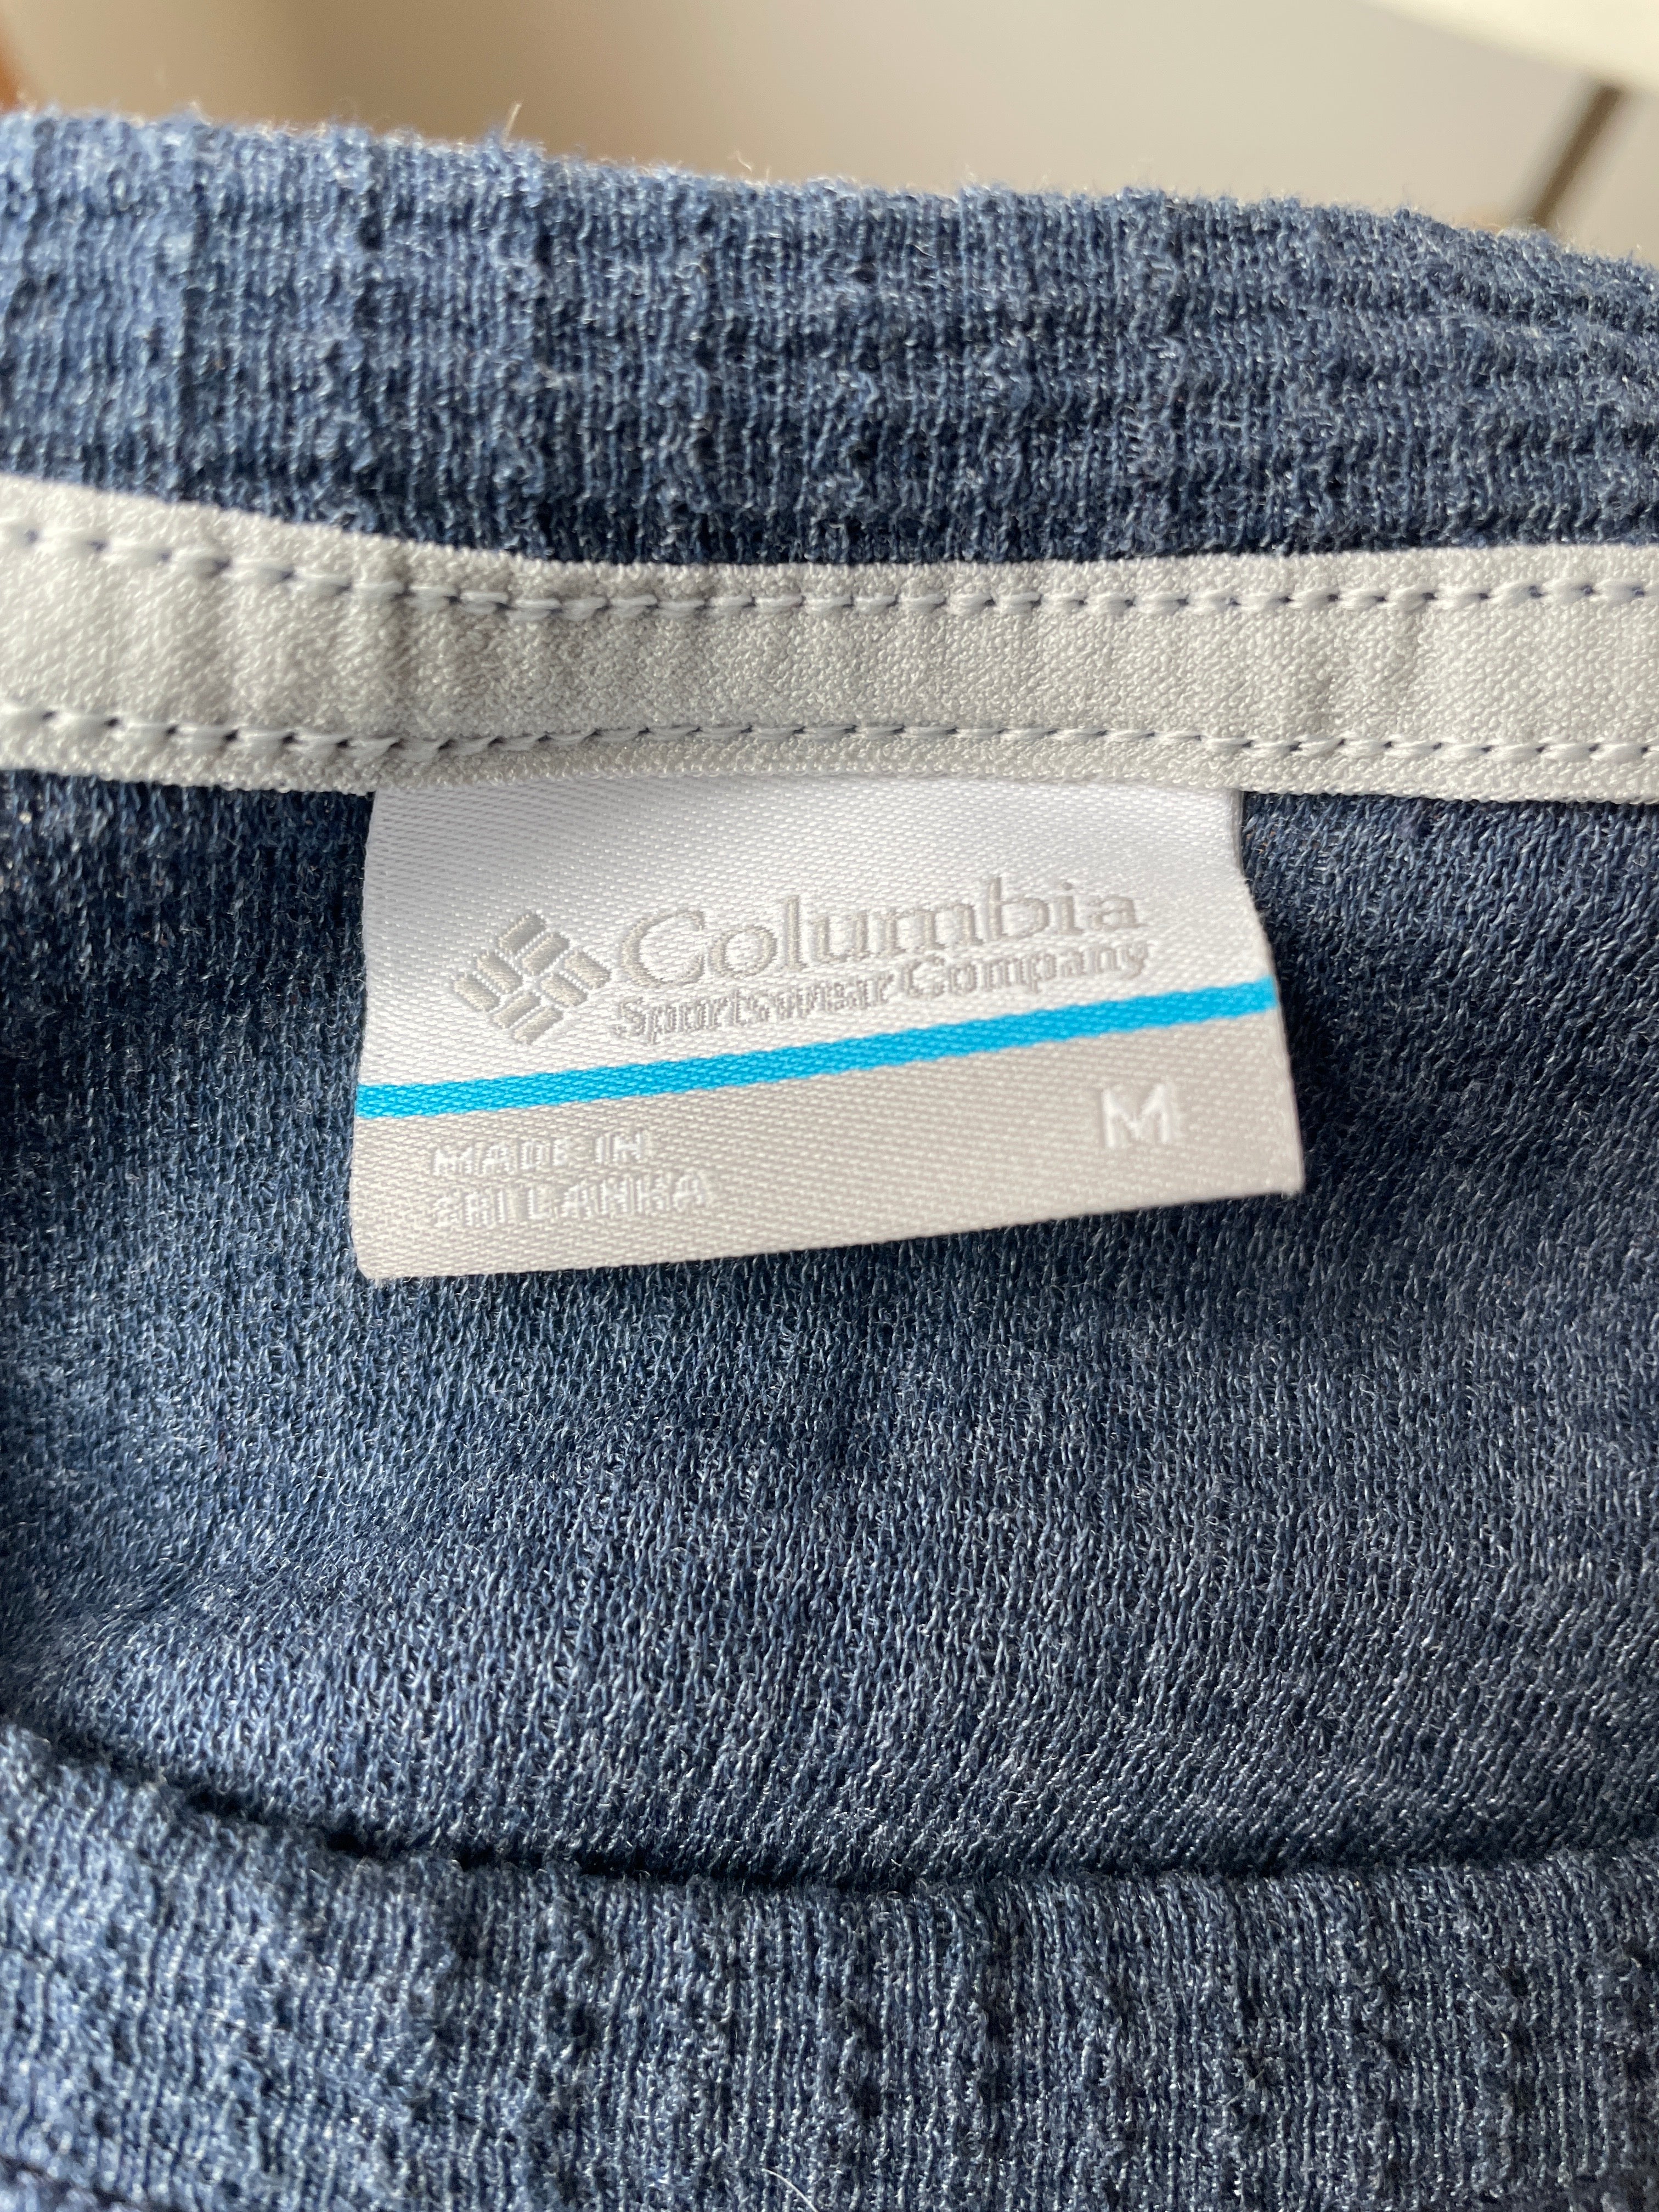 Columbia
Sportswear Company
M
MADE IN
SRI LANKA